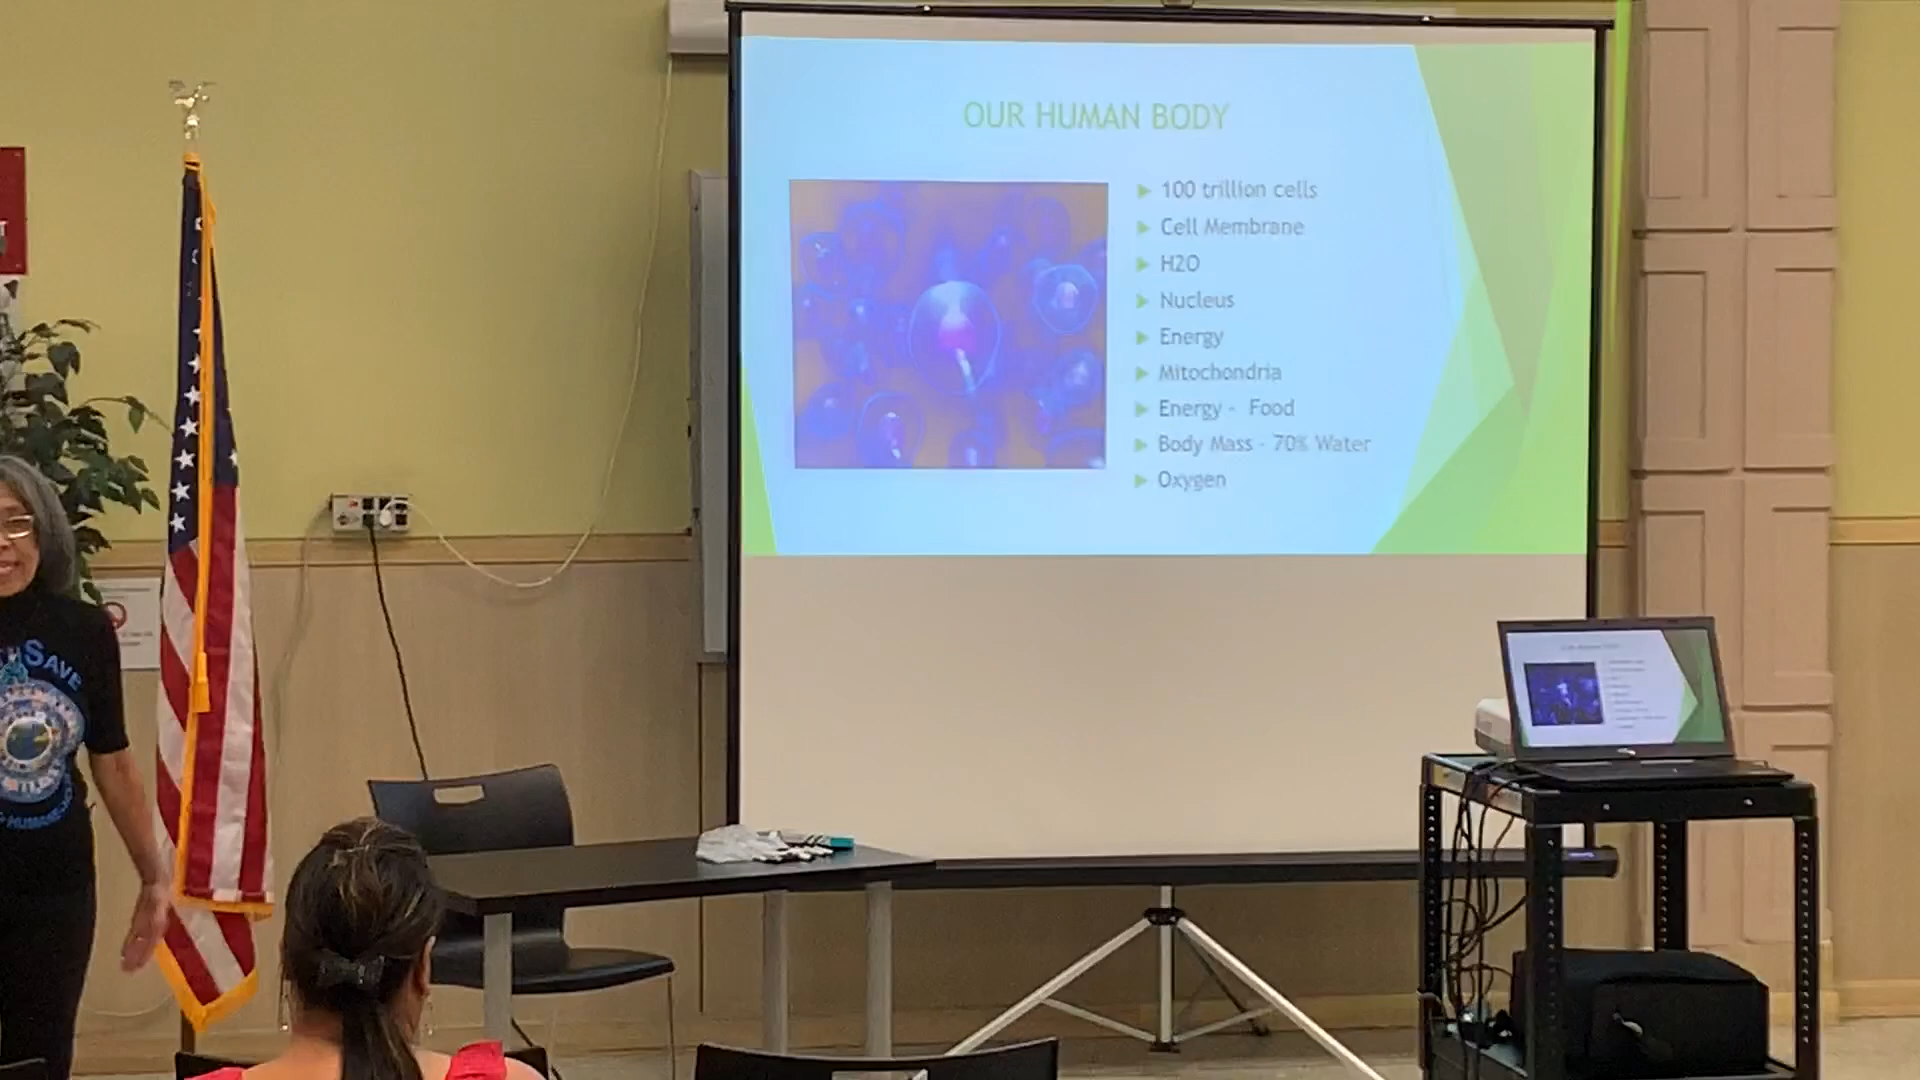 OUR HUMAN BODY
100 trillion cells
Cell Membrane
H2O
Nucleus
Energy
Mitochondria
Energy - Food
Body Mass - 70% Water
Oxygen
SAVE